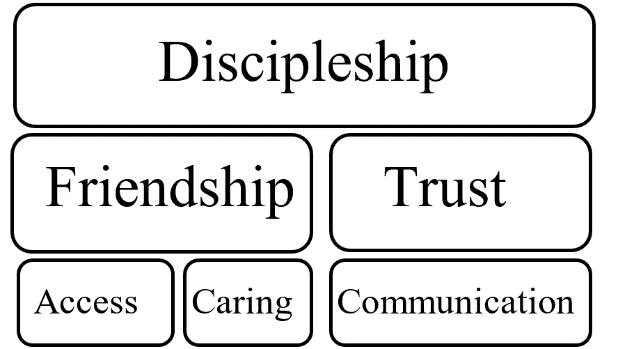 Discipleship
Friendship Trust
Access Caring Communication